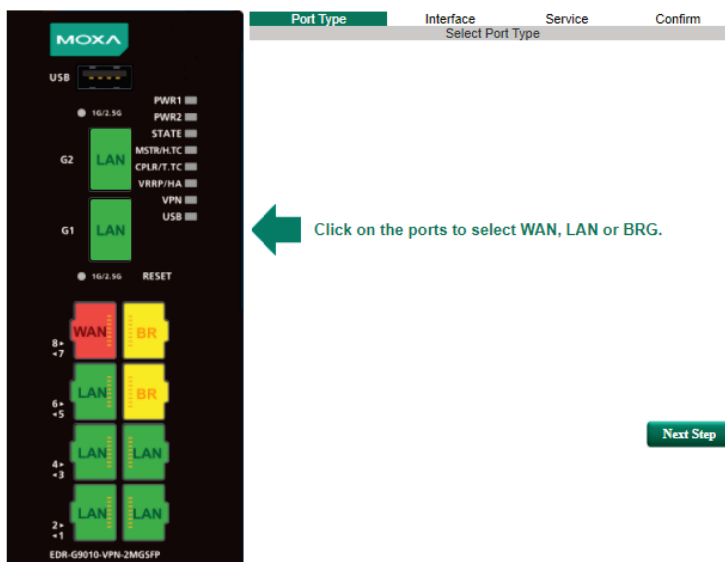 Port Type Interface Service Confirm
Select Port Type
MOXA
USB
1G/2.5G
PWR1
PWR2
STATE
MSTR/H.TC
CPLR/T.TC
VRRP/HA
VPN
USB
G2 LAN
G1 LAN
1G/2.5G RESET
Click on the ports to select WAN, LAN or BRG.
8 WAN BR
7
6 LAN BR
5
4 LAN LAN
3
2 LAN LAN
1
Next Step
EDR-G9010-VPN-2MGSFP